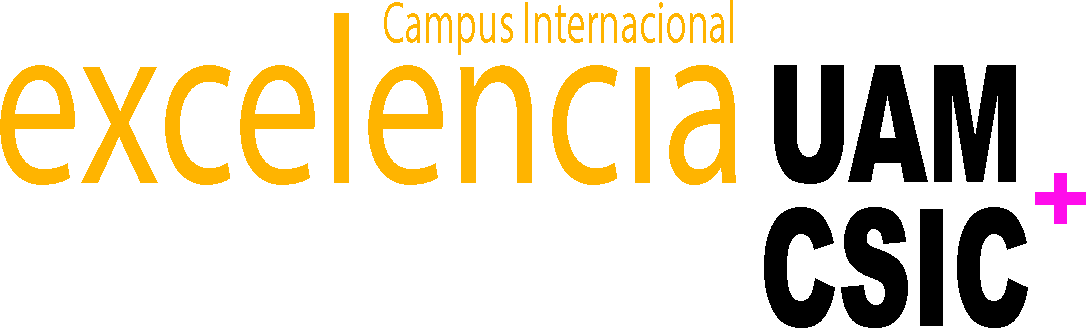 Campus Internacional
excelencia UAM
CSIC+